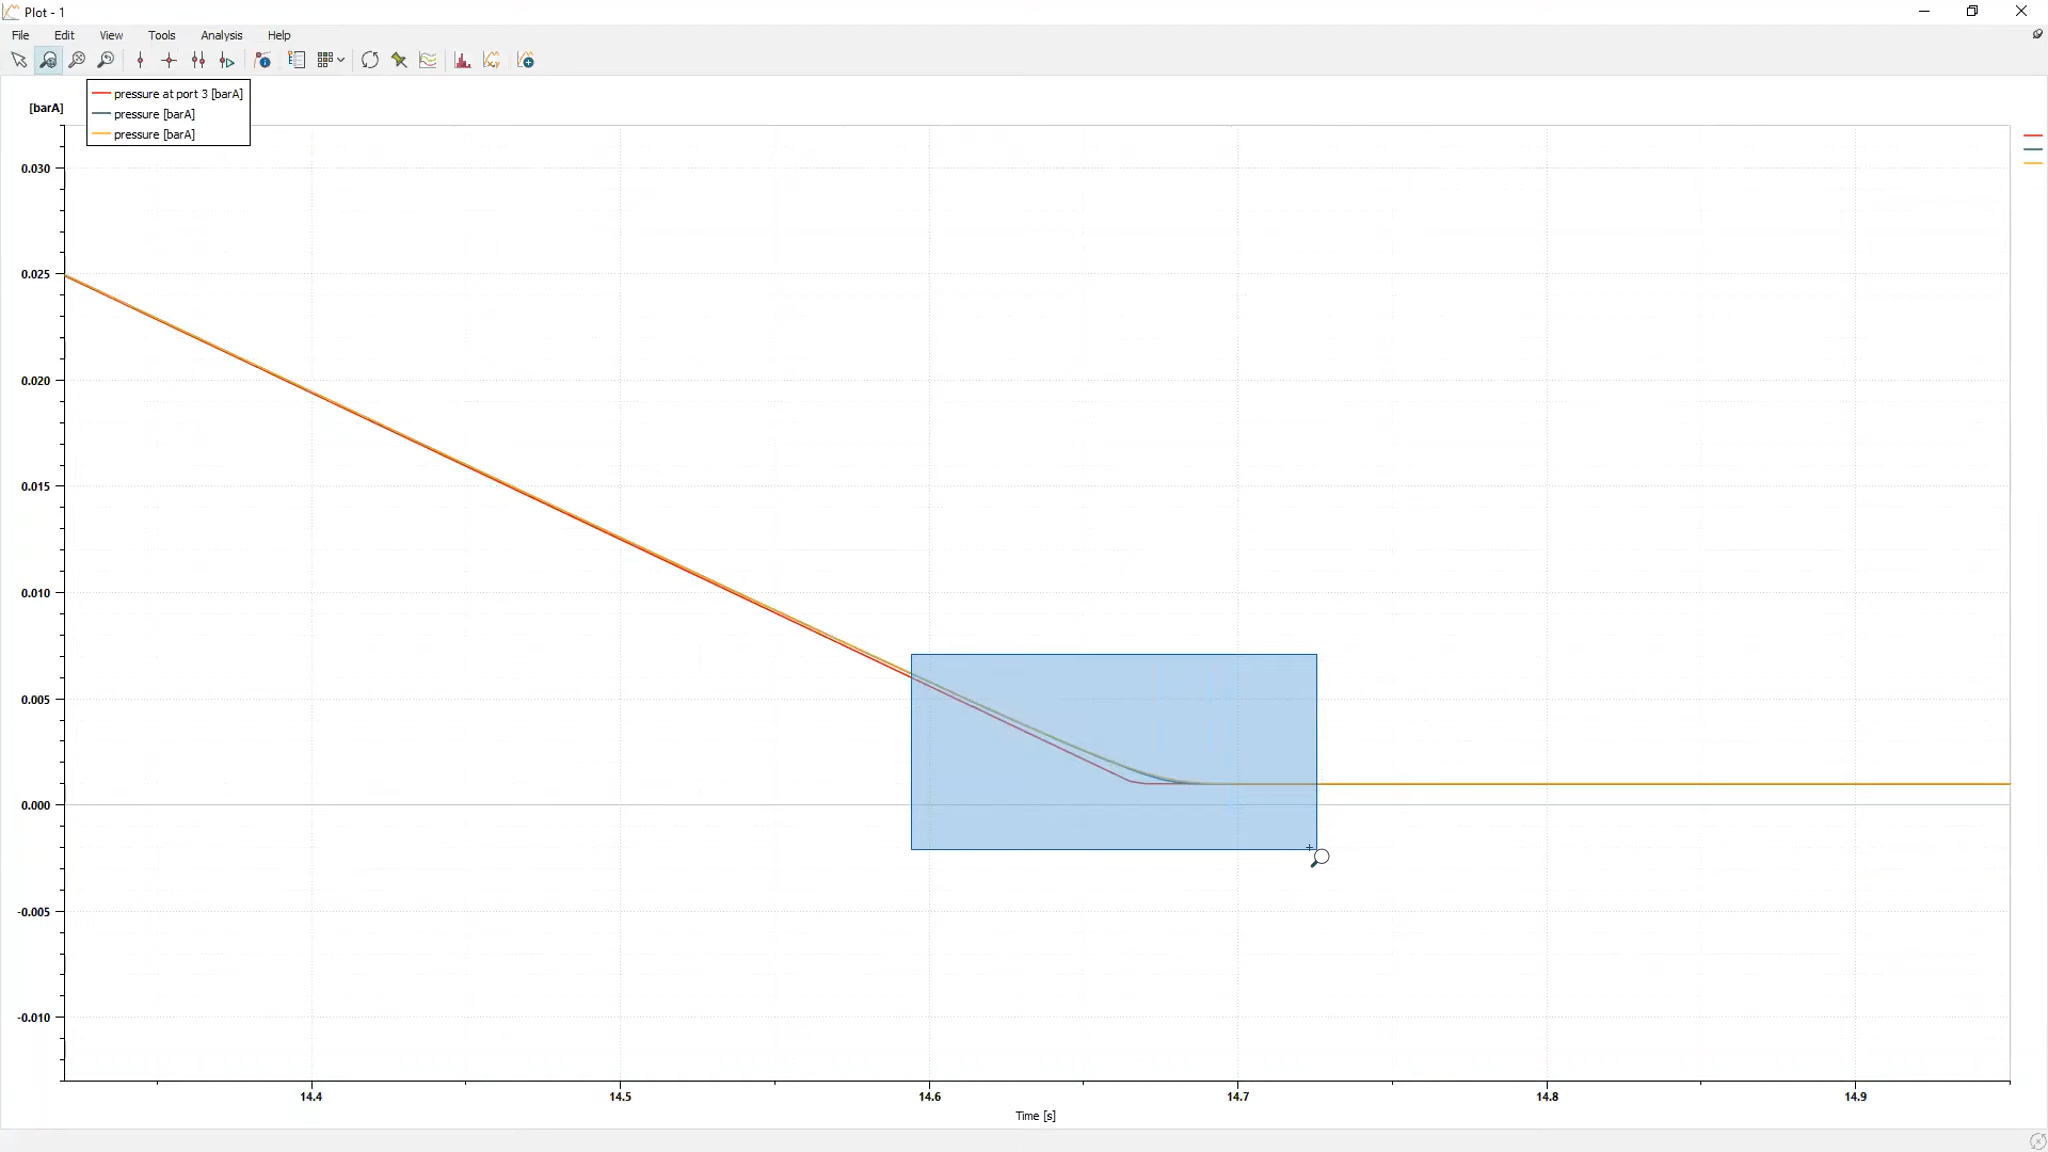 Plot - 1
File Edit View Tools Analysis Help
pressure at port 3 [barA]
pressure [barA]
pressure [barA]
[barA]
0.030
0.025
0.020
0.015
0.010
0.005
0.000
-0.005
-0.010
14.4 14.5 14.6 14.7 14.8 14.9
Time [s]